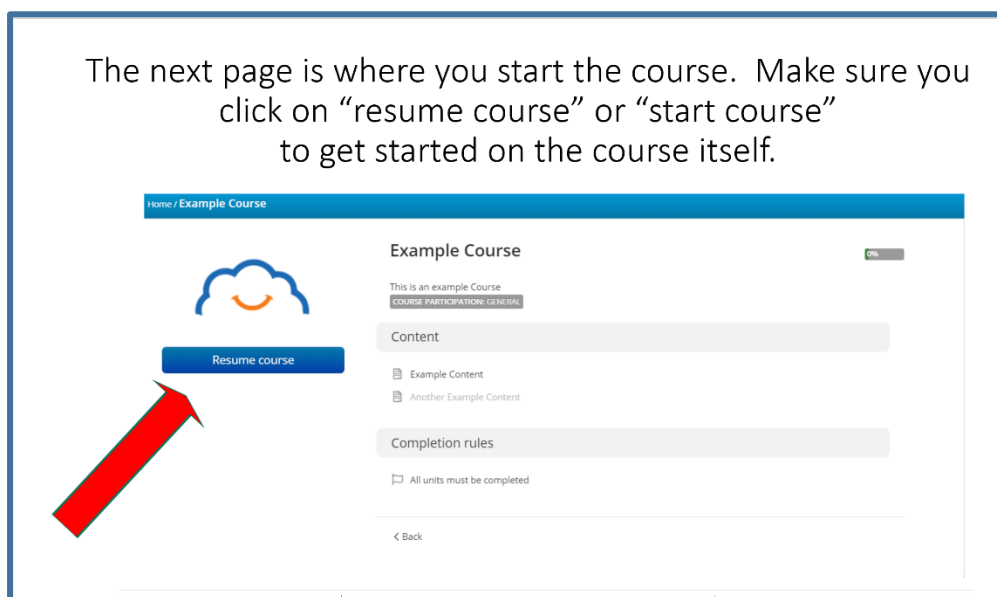 The next page is where you start the course.  Make sure you
click on “resume course” or “start course”
to get started on the course itself.
Home / Example Course
Example Course
0%
This is an example Course
COURSE PARTICIPATION: GENERAL
Content
Resume course
Example Content
Another Example Content
Completion rules
All units must be completed
< Back